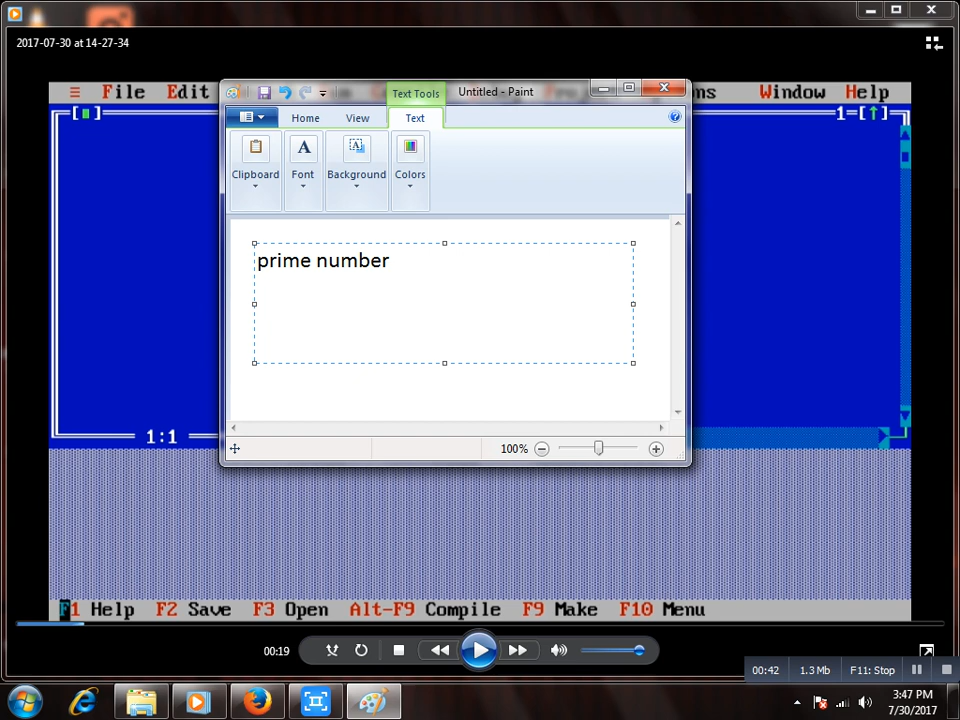 2017-07-30 at 14-27-34
≡ File Edit
Window Help
Text Tools Untitled - Paint
Home View Text
Clipboard Font Background Colors
1=[↑]
prime number
1:1
100%
F1 Help F2 Save F3 Open Alt-F9 Compile F9 Make F10 Menu
00:19
00:42 1.3 Mb F11: Stop
3:47 PM
7/30/2017